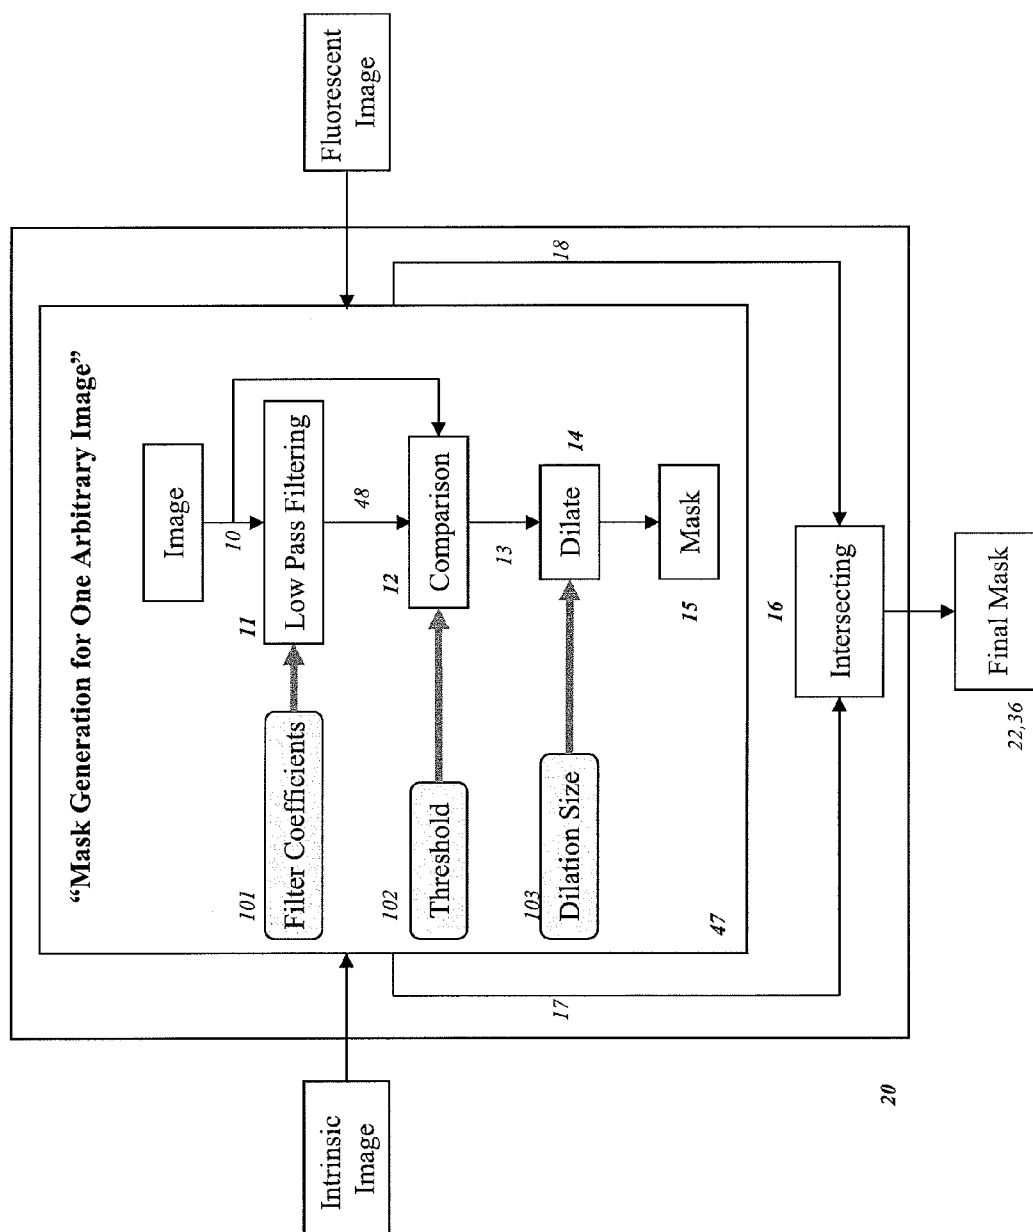 “Mask Generation for One Arbitrary Image”
Image
10
11
Low Pass Filtering
101
Filter Coefficients
48
12
Comparison
102
Threshold
13
14
Dilate
103
Dilation Size
15
Mask
47
Intrinsic
Image
Fluorescent
Image
17
18
16
Intersecting
20
22,36
Final Mask